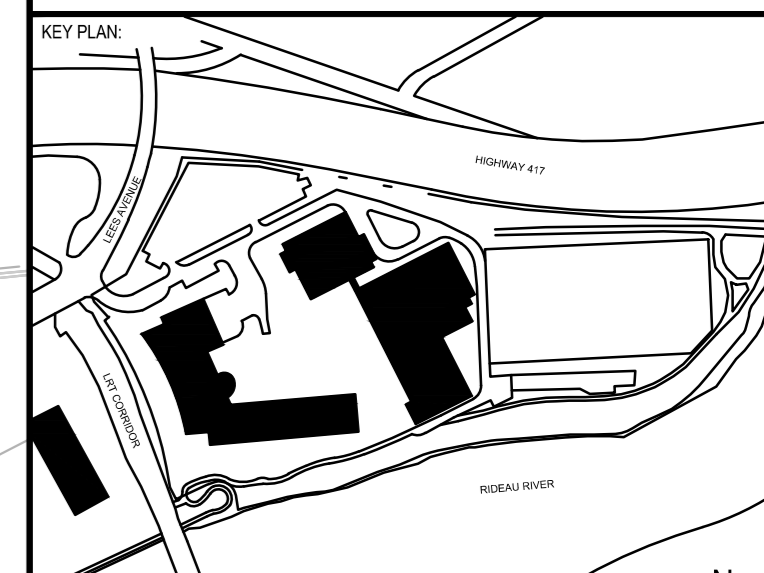 KEY PLAN:
HIGHWAY 417
LEES AVENUE
LRT CORRIDOR
RIDEAU RIVER